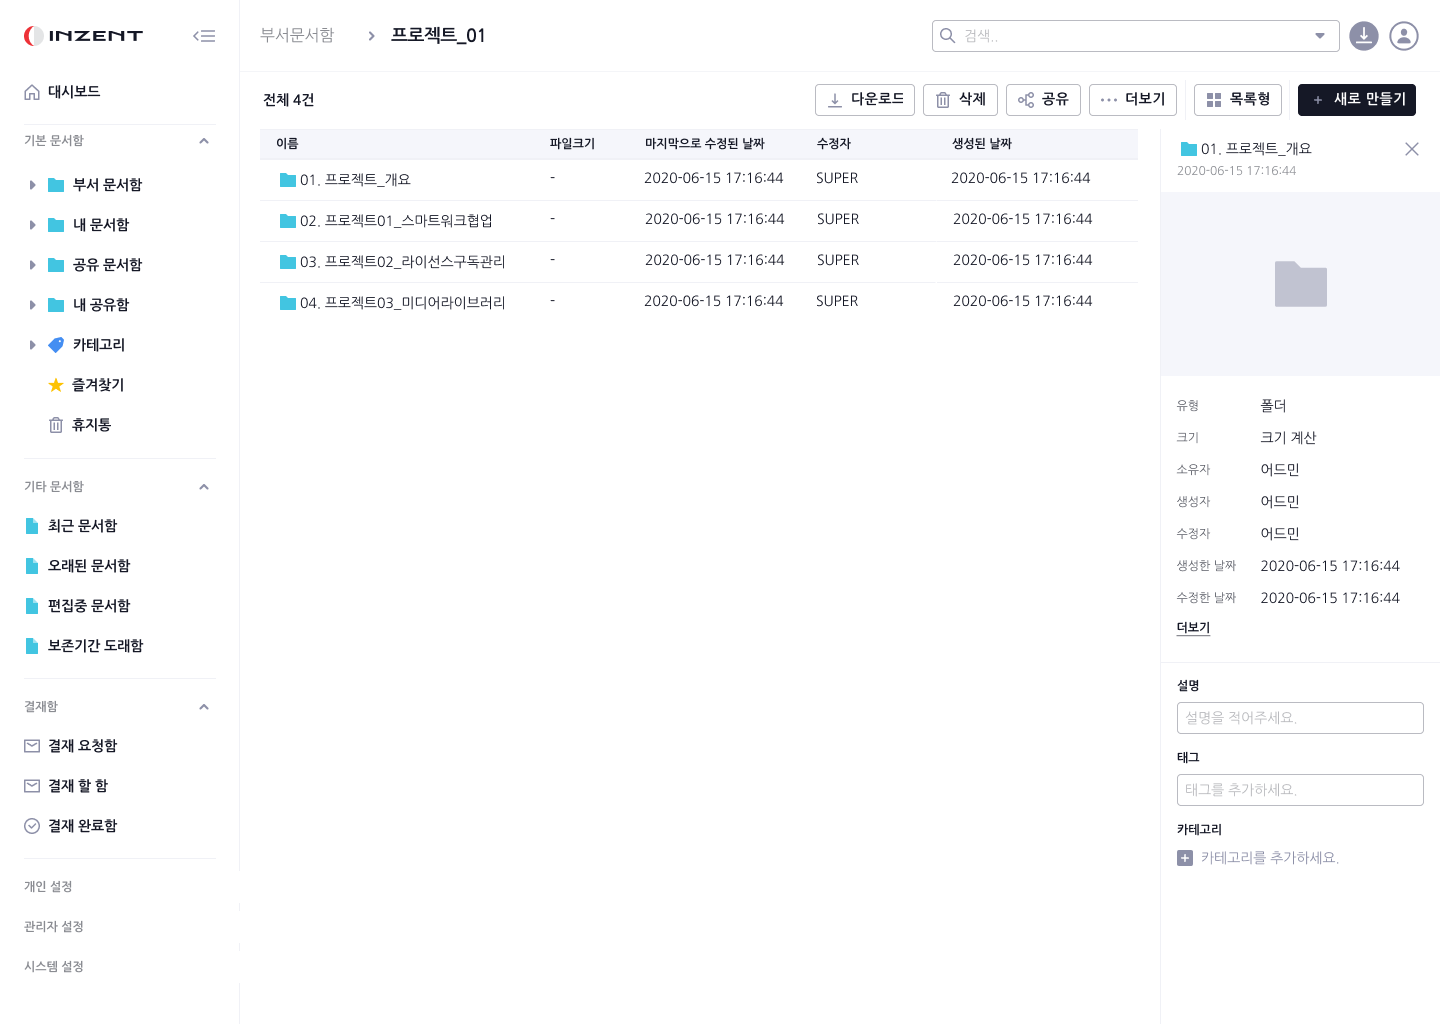 INZENT
대시보드
기본 문서함
부서 문서함
내 문서함
공유 문서함
내 공유함
카테고리
즐겨찾기
휴지통
기타 문서함
최근 문서함
오래된 문서함
편집중 문서함
보존기간 도래함
결재함
결재 요청함
결재 할 함
결재 완료함
개인 설정
관리자 설정
시스템 설정
부서문서함 > 프로젝트_01
검색..
전체 4건
다운로드 삭제 공유 더보기 목록형 + 새로 만들기
이름 파일크기 마지막으로 수정된 날짜 수정자 생성된 날짜
01. 프로젝트_개요 - 2020-06-15 17:16:44 SUPER 2020-06-15 17:16:44
02. 프로젝트01_스마트워크협업 - 2020-06-15 17:16:44 SUPER 2020-06-15 17:16:44
03. 프로젝트02_라이선스구독관리 - 2020-06-15 17:16:44 SUPER 2020-06-15 17:16:44
04. 프로젝트03_미디어라이브러리 - 2020-06-15 17:16:44 SUPER 2020-06-15 17:16:44
01. 프로젝트_개요
2020-06-15 17:16:44
유형 폴더
크기 크기 계산
소유자 어드민
생성자 어드민
수정자 어드민
생성한 날짜 2020-06-15 17:16:44
수정한 날짜 2020-06-15 17:16:44
더보기
설명
설명을 적어주세요.
태그
태그를 추가하세요.
카테고리
카테고리를 추가하세요.